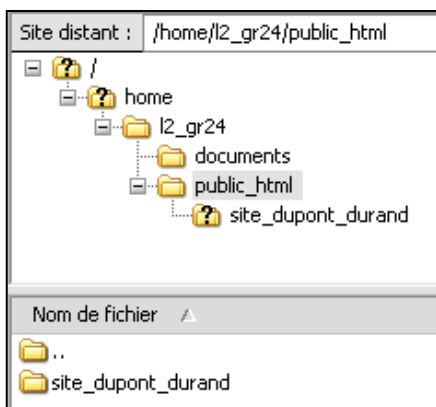 Site distant : /home/l2_gr24/public_html
/
home
l2_gr24
documents
public_html
site_dupont_durand
Nom de fichier
..
site_dupont_durand